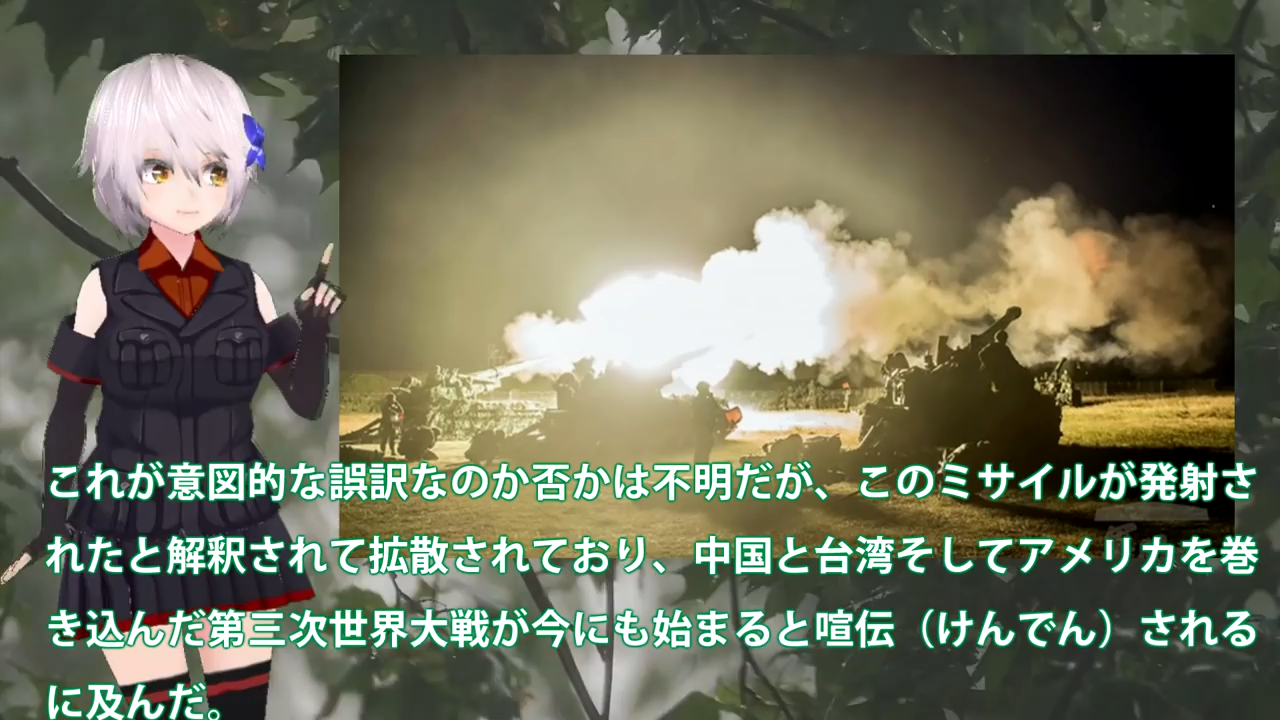 これが意図的な誤訳なのか否かは不明だが、このミサイルが発射さ
れたと解釈されて拡散されており、中国と台湾そしてアメリカを巻
き込んだ第三次世界大戦が今にも始まると喧伝（けんでん）される
に及んだ。